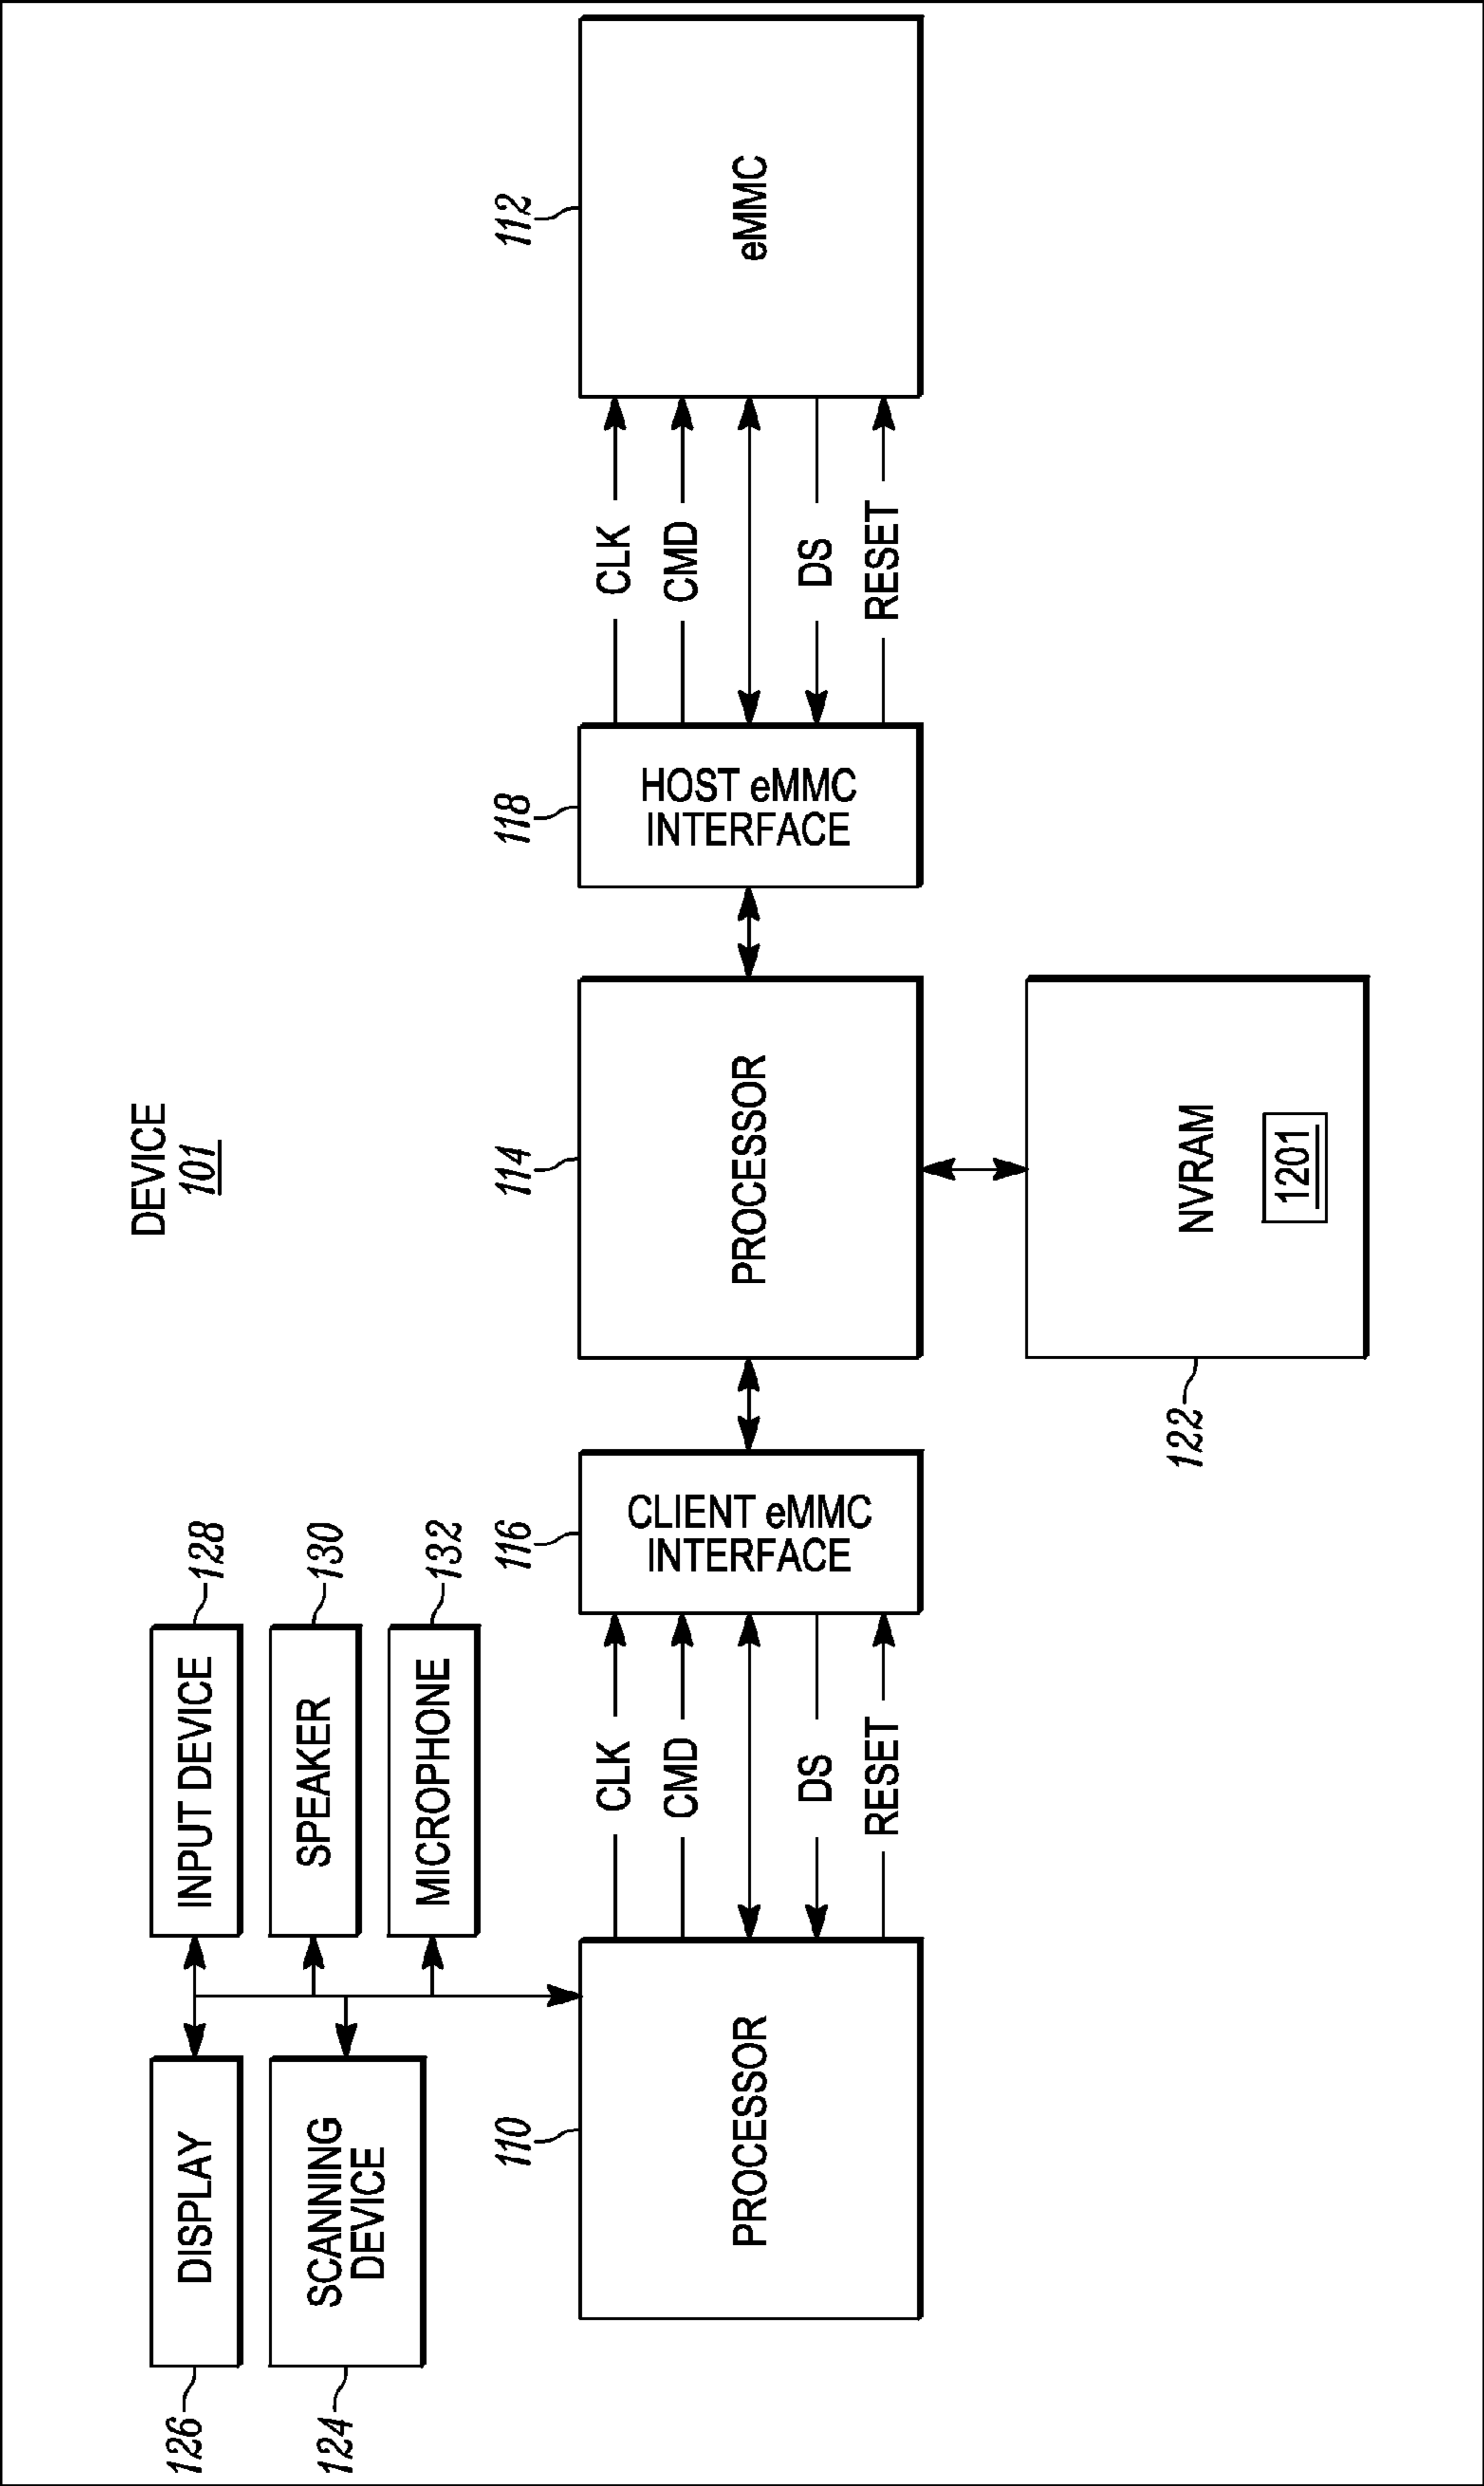 DEVICE
101
126
DISPLAY
INPUT DEVICE
128
124
SCANNING
DEVICE
SPEAKER
130
MICROPHONE
132
110
PROCESSOR
CLK
CMD
DS
RESET
116
CLIENT eMMC
INTERFACE
114
PROCESSOR
118
HOST eMMC
INTERFACE
CLK
CMD
DS
RESET
112
eMMC
122
NVRAM
1201